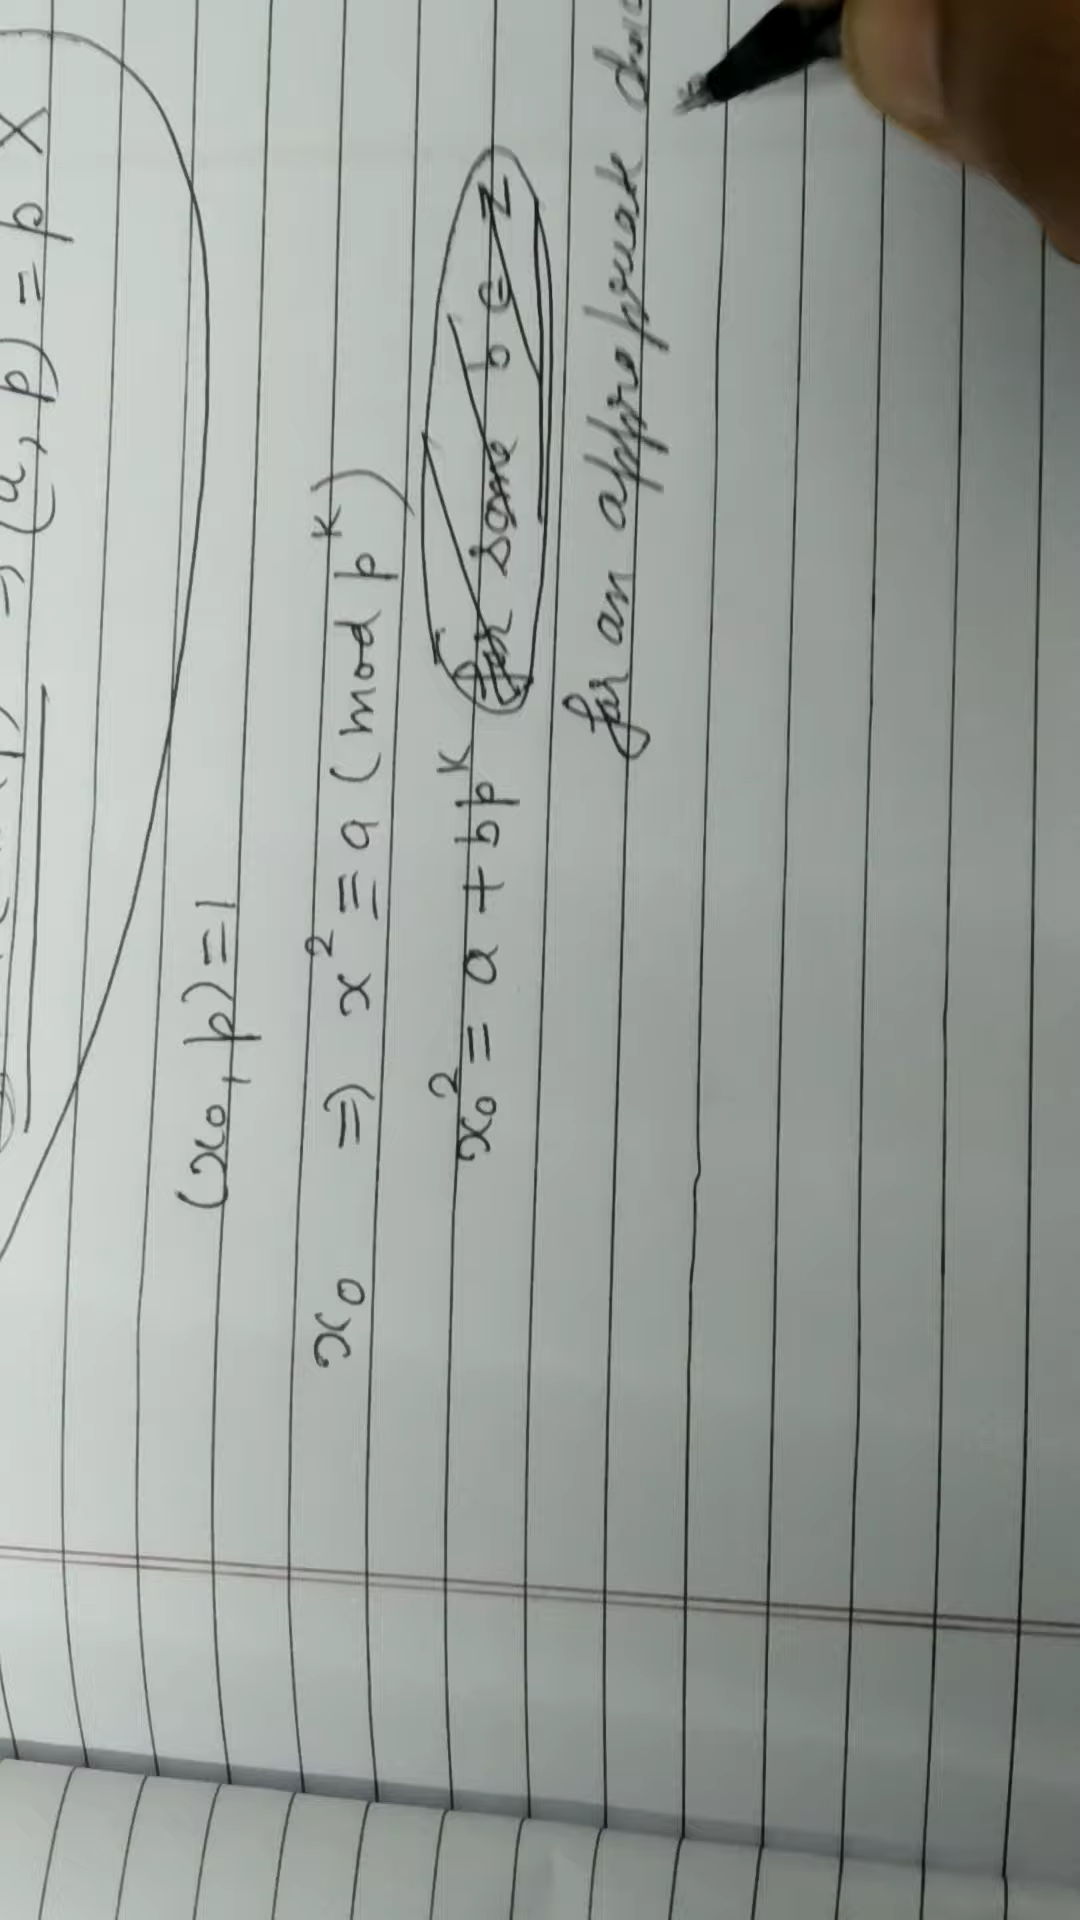 (a, p) = p X
(x₀, p) = 1
x₀ ⇒ x² ≡ a (mod pᴷ)
x₀² = a + bpᴷ for some b ∈ Z
for an appropriate